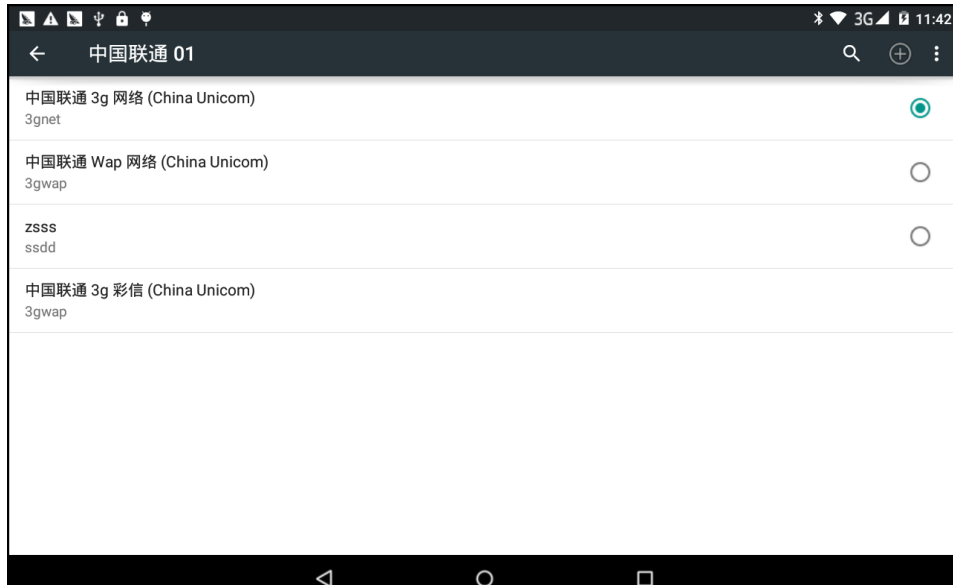 3G 11:42
中国联通 01
中国联通 3g 网络 (China Unicom)
3gnet
中国联通 Wap 网络 (China Unicom)
3gwap
zsss
ssdd
中国联通 3g 彩信 (China Unicom)
3gwap